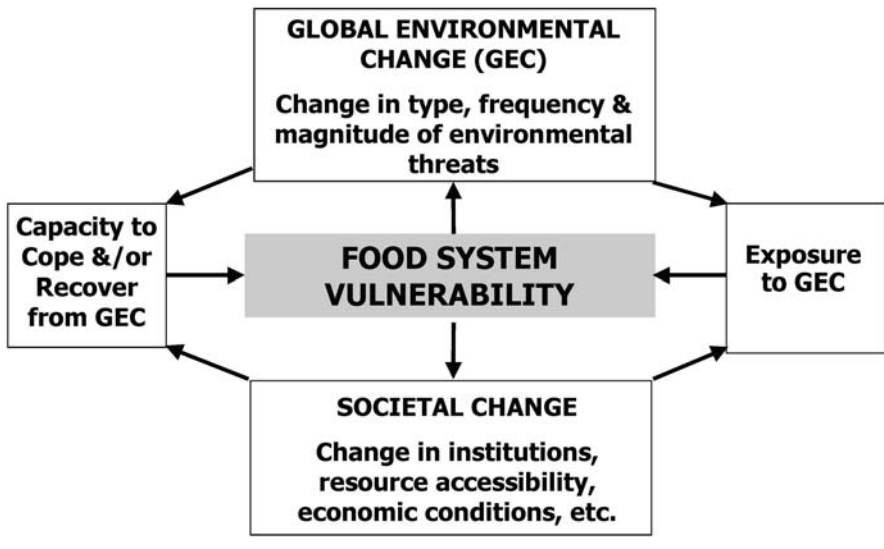 GLOBAL ENVIRONMENTAL
CHANGE (GEC)
Change in type, frequency &
magnitude of environmental
threats
Capacity to
Cope &/or
Recover
from GEC
FOOD SYSTEM
VULNERABILITY
Exposure
to GEC
SOCIETAL CHANGE
Change in institutions,
resource accessibility,
economic conditions, etc.